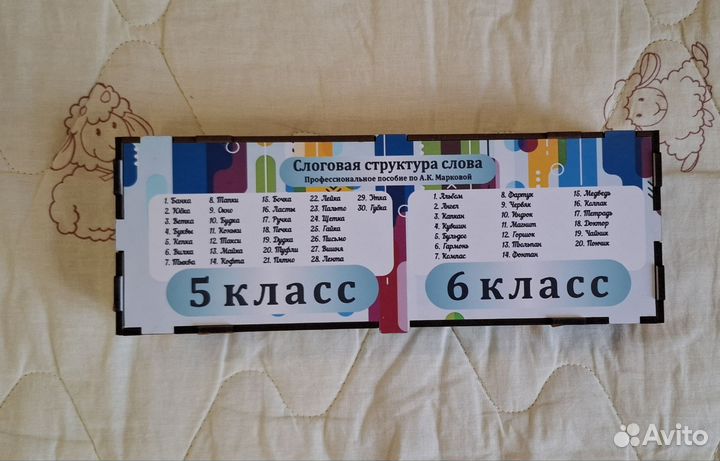 Слоговая структура слова
Профессиональное пособие по А.К. Марковой
1. Банка
2. Юбка
3. Ветка
4. Буквы
5. Кепка
6. Вилка
7. Тыква
8. Тапки
9. Окно
10. Будка
11. Коньки
12. Такси
13. Майка
14. Кофта
15. Бочка
16. Ласты
17. Ручка
18. Печка
19. Дудка
20. Туфли
21. Пятно
22. Лейка
23. Пальто
24. Щетка
25. Гайка
26. Письмо
27. Вишня
28. Лента
29. Утка
30. Губка
5 класс
1. Альбом
2. Ангел
3. Капкан
4. Кувшин
5. Бульдог
6. Гармонь
7. Компас
8. Фартук
9. Червяк
10. Индюк
11. Магнит
12. Горшок
13. Тюльпан
14. Фонтан
15. Медведь
16. Колпак
17. Тетрадь
18. Доктор
19. Чайник
20. Пончик
6 класс
Avito